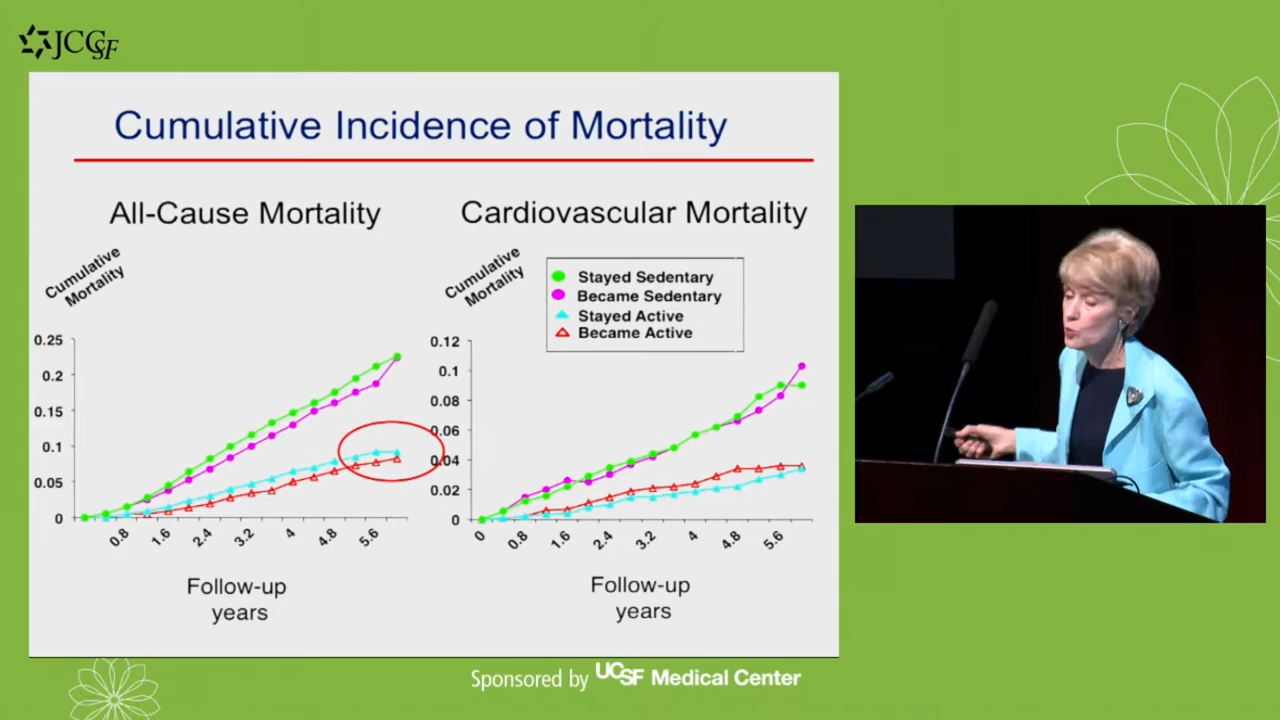 JCCSF
Cumulative Incidence of Mortality
All-Cause Mortality
Cardiovascular Mortality
Cumulative
Mortality
0.25
0.2
0.15
0.1
0.05
0
0.8
1.6
2.4
3.2
4
4.8
5.6
Follow-up
years
Cumulative
Mortality
Stayed Sedentary
Became Sedentary
Stayed Active
Became Active
0.12
0.1
0.08
0.06
0.04
0.02
0
0
0.8
1.6
2.4
3.2
4
4.8
5.6
Follow-up
years
Sponsored by UCSF Medical Center